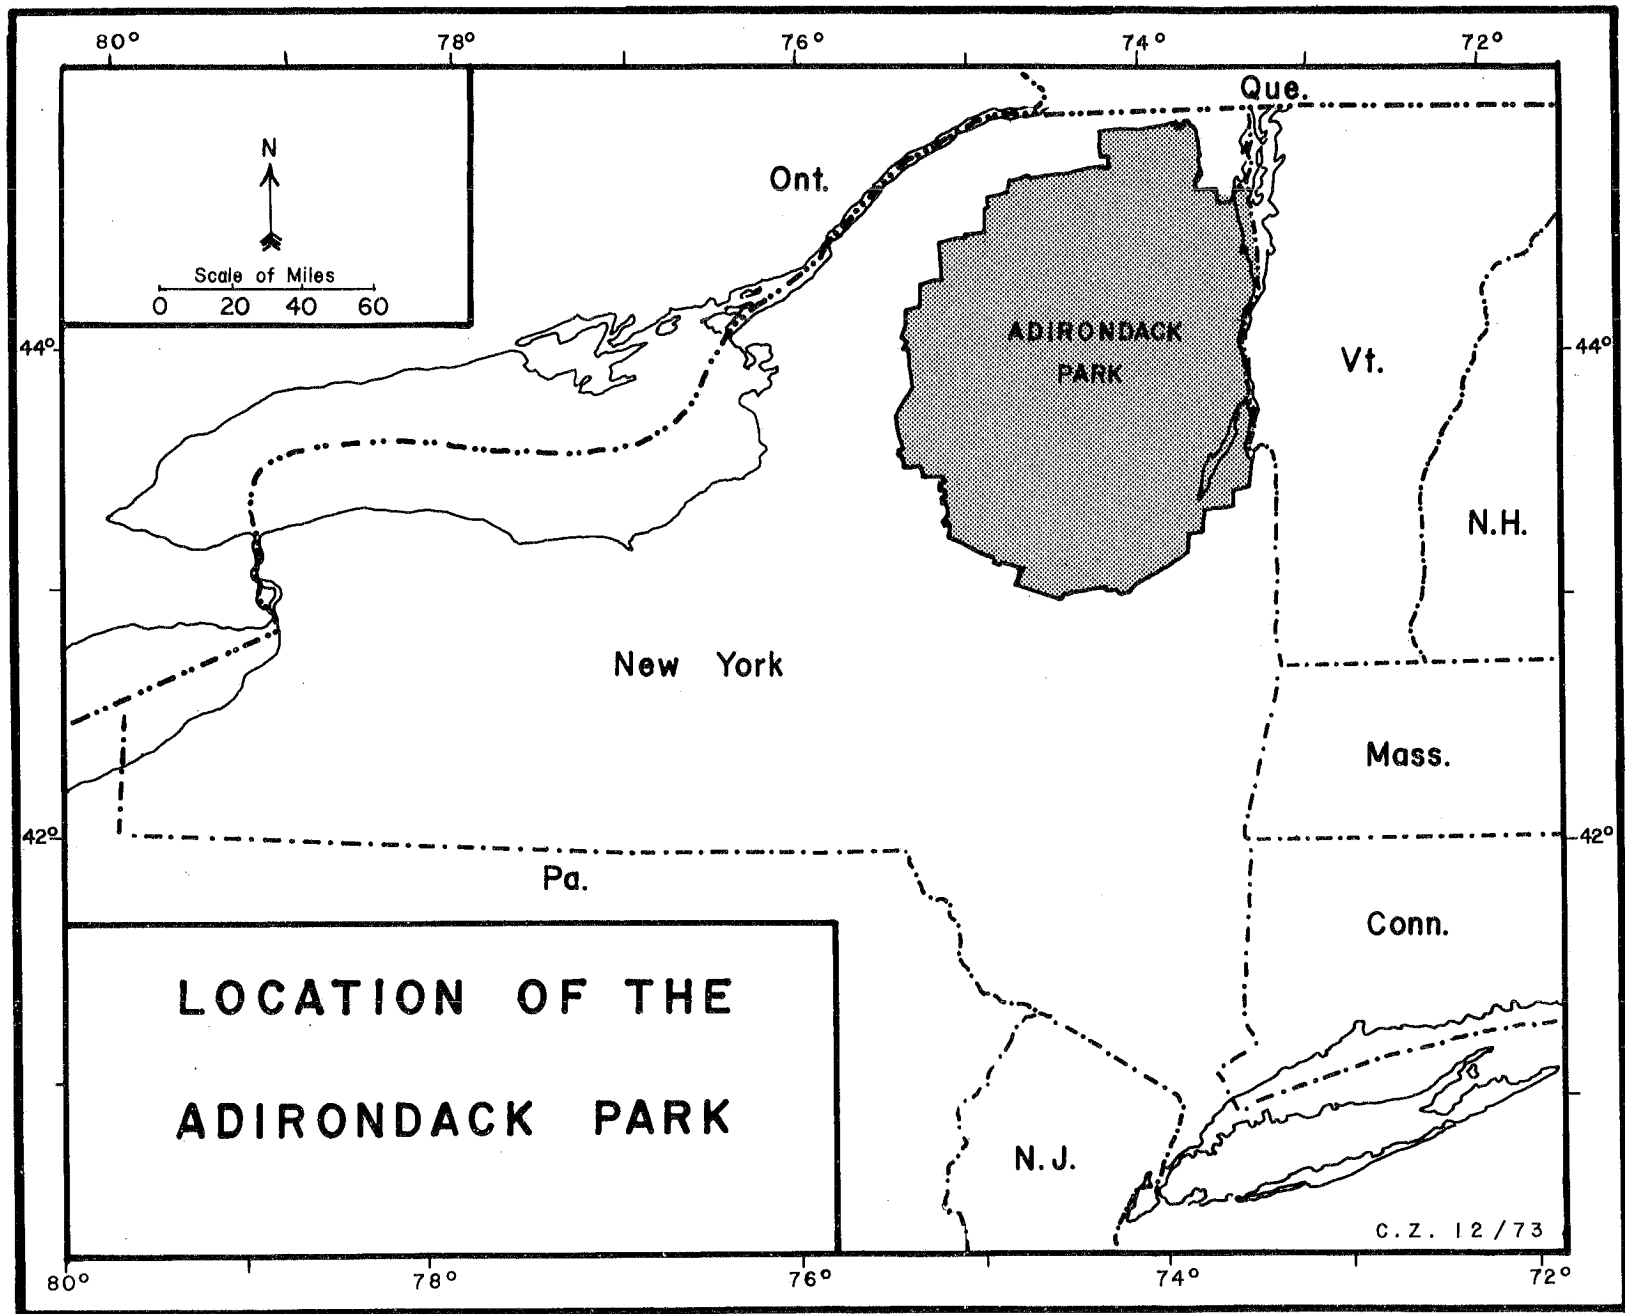 80° 78° 76° 74° 72°
Que.
N
Ont.
Scale of Miles
0 20 40 60
44° ADIRONDACK 44°
PARK
Vt.
N.H.
New York
Mass.
42° 42°
Pa.
Conn.
LOCATION OF THE
ADIRONDACK PARK
N.J.
C.Z. 12/73
80° 78° 76° 74° 72°